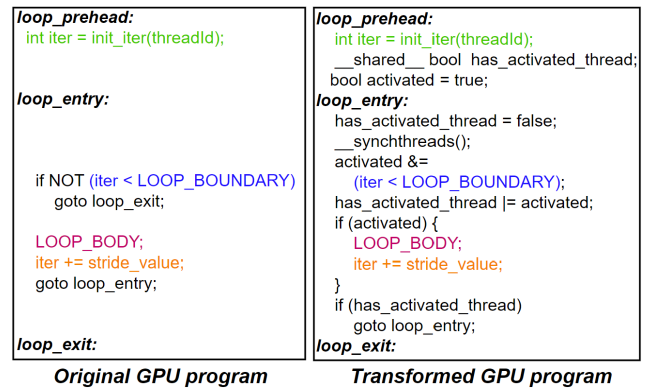 loop_prehead:
int iter = init_iter(threadId);
loop_entry:
if NOT (iter < LOOP_BOUNDARY)
goto loop_exit;
LOOP_BODY;
iter += stride_value;
goto loop_entry;
loop_exit:
Original GPU program
loop_prehead:
int iter = init_iter(threadId);
__shared__ bool has_activated_thread;
bool activated = true;
loop_entry:
has_activated_thread = false;
__synchthreads();
activated &=
(iter < LOOP_BOUNDARY);
has_activated_thread |= activated;
if (activated) {
LOOP_BODY;
iter += stride_value;
}
if (has_activated_thread)
goto loop_entry;
loop_exit:
Transformed GPU program